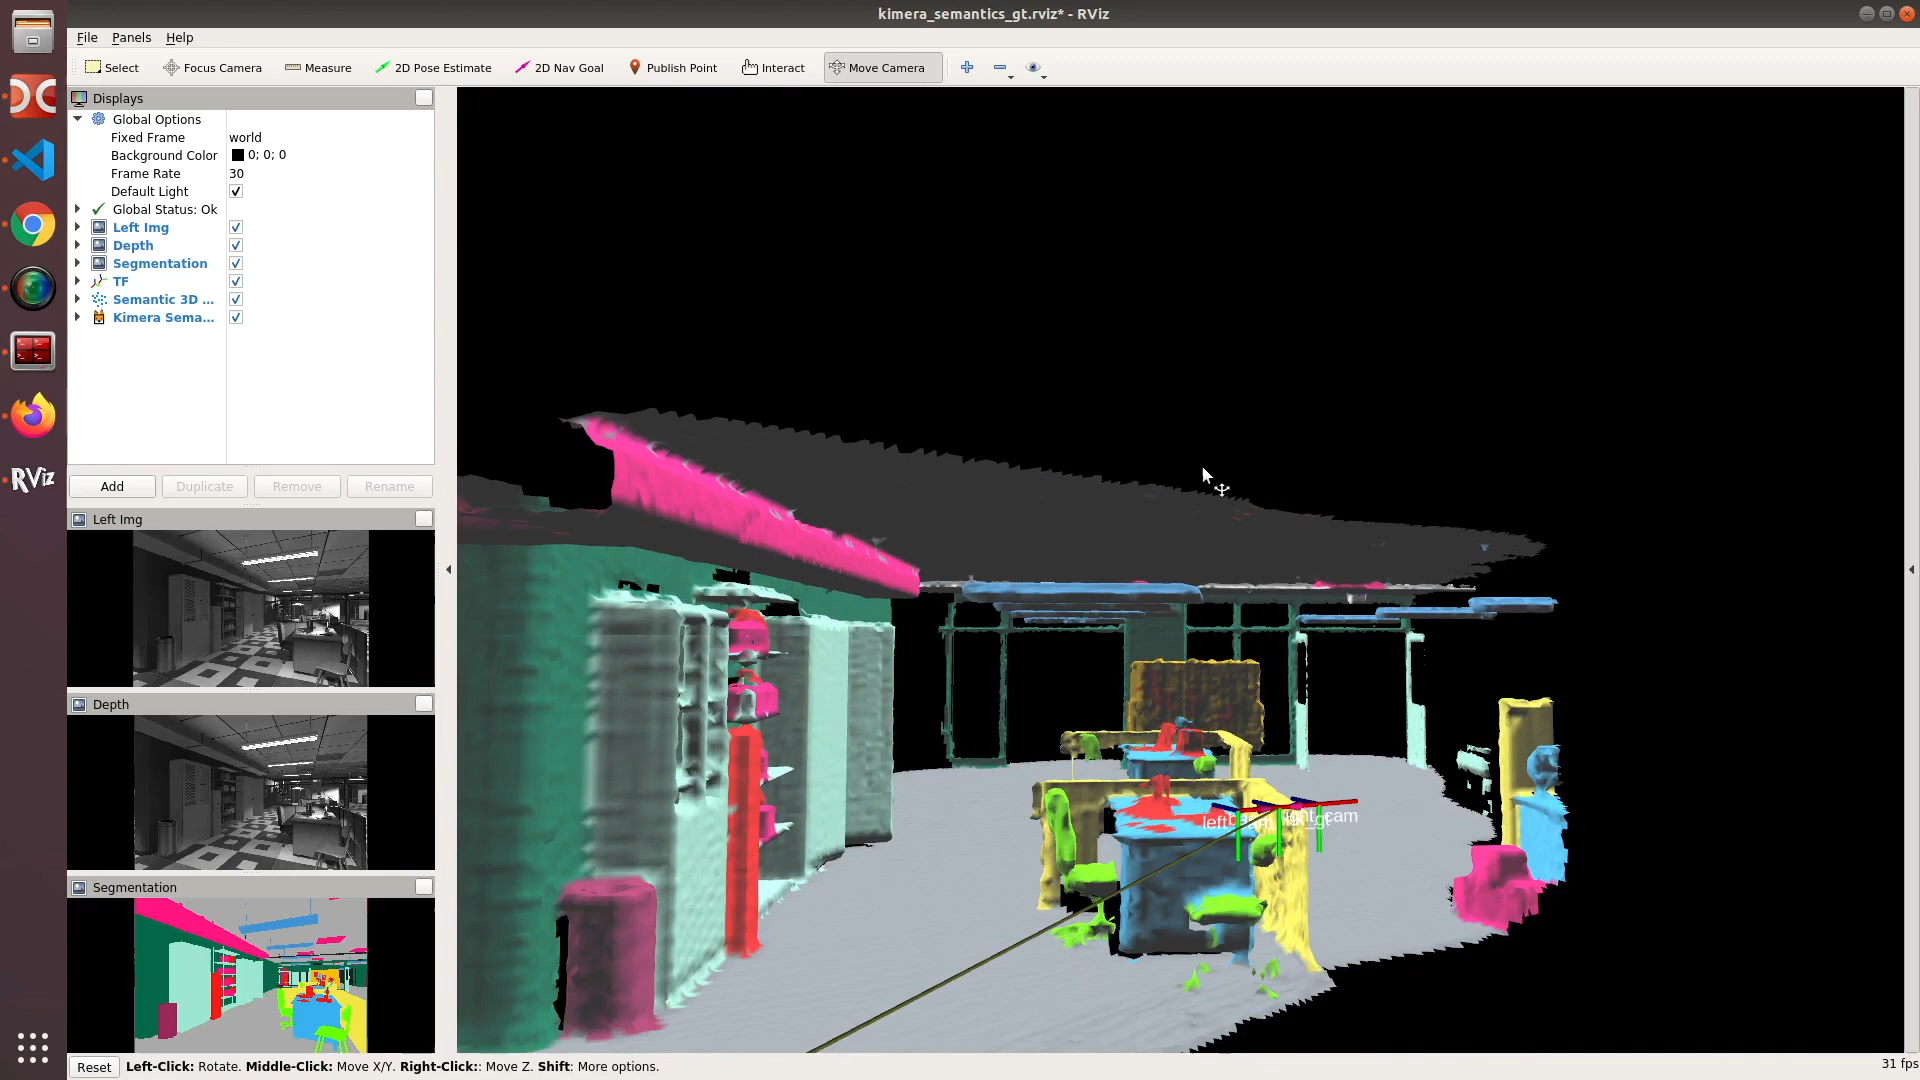 kimera_semantics_gt.rviz* - RViz
File Panels Help
Select Focus Camera Measure 2D Pose Estimate 2D Nav Goal Publish Point Interact Move Camera
Displays
Global Options
Fixed Frame world
Background Color 0; 0; 0
Frame Rate 30
Default Light
Global Status: Ok
Left Img
Depth
Segmentation
TF
Semantic 3D ...
Kimera Sema...
RViz
Add Duplicate Remove Rename
Left Img
Depth
Segmentation
Reset Left-Click: Rotate. Middle-Click: Move X/Y. Right-Click:: Move Z. Shift: More options.
31 fps